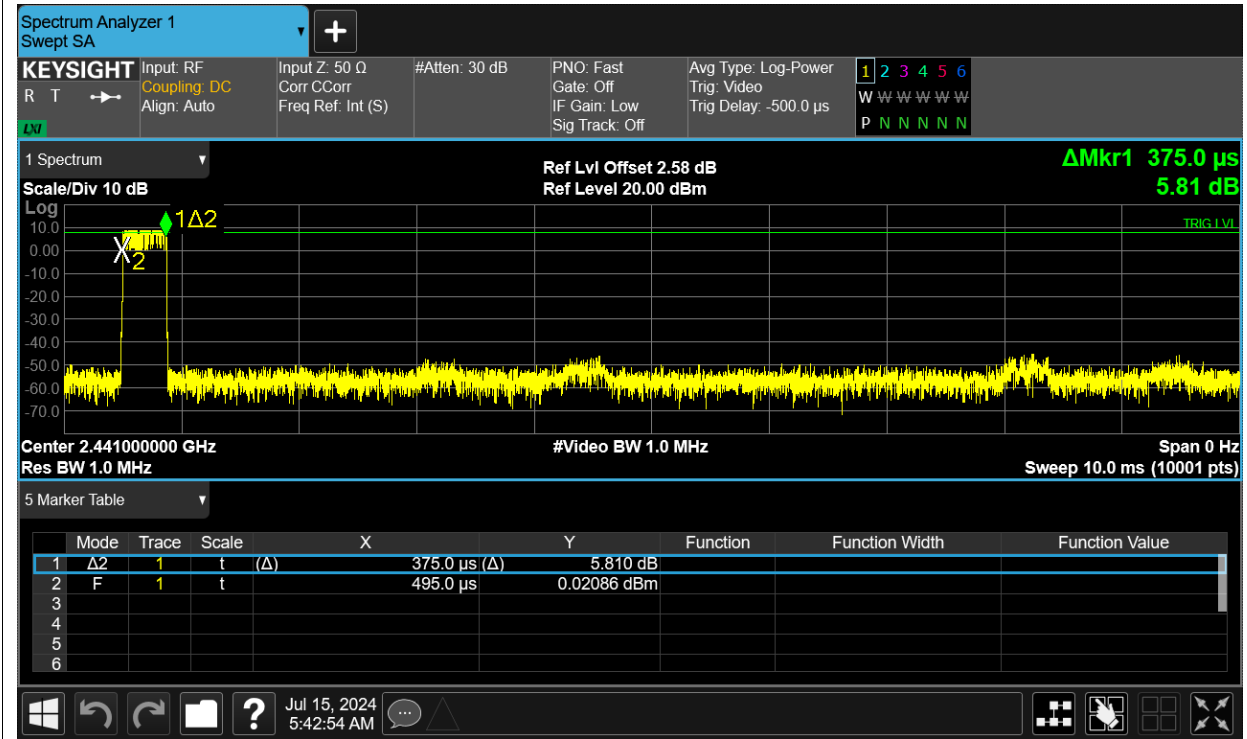 Spectrum Analyzer 1
Swept SA
+
KEYSIGHT Input: RF Input Z: 50 Ω #Atten: 30 dB PNO: Fast Avg Type: Log-Power 1 2 3 4 5 6
R T Coupling: DC Corr CCorr Gate: Off Trig: Video W W W W W W
Align: Auto Freq Ref: Int (S) IF Gain: Low Trig Delay: -500.0 µs
LXI Sig Track: Off P N N N N N
1 Spectrum Ref Lvl Offset 2.58 dB ΔMkr1 375.0 µs
Scale/Div 10 dB Ref Level 20.00 dBm 5.81 dB
Log
1Δ2
TRIG LVL
10.0
0.00
X2
-10.0
-20.0
-30.0
-40.0
-50.0
-60.0
-70.0
Center 2.441000000 GHz #Video BW 1.0 MHz Span 0 Hz
Res BW 1.0 MHz Sweep 10.0 ms (10001 pts)
5 Marker Table
Mode Trace Scale X Y Function Function Width Function Value
1 Δ2 1 t (Δ) 375.0 µs (Δ) 5.810 dB
2 F 1 t 495.0 µs 0.02086 dBm
3
4
5
6
? Jul 15, 2024
5:42:54 AM